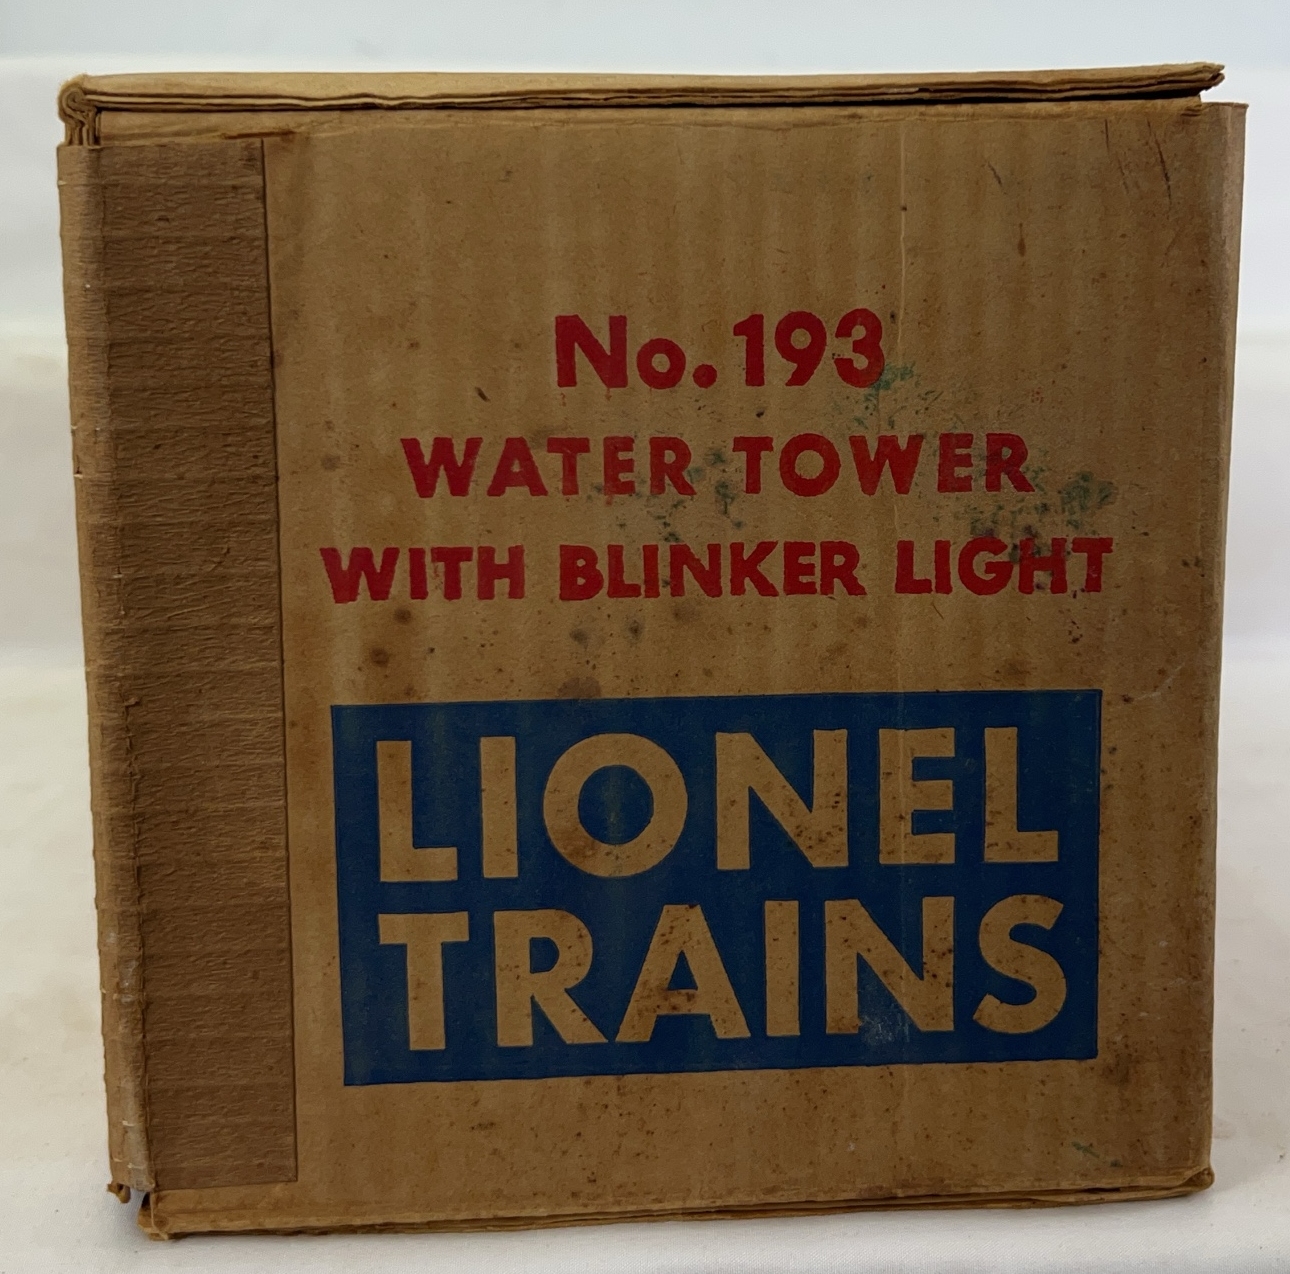 No. 193
WATER TOWER
WITH BLINKER LIGHT
LIONEL
TRAINS